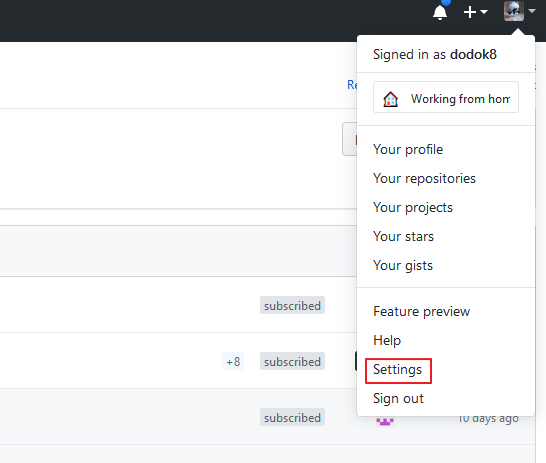 Signed in as dodok8
Re
Working from hom
Your profile
Your repositories
Your projects
Your stars
Your gists
subscribed
Feature preview
Help
+8 subscribed
Settings
Sign out
subscribed
10 days ago